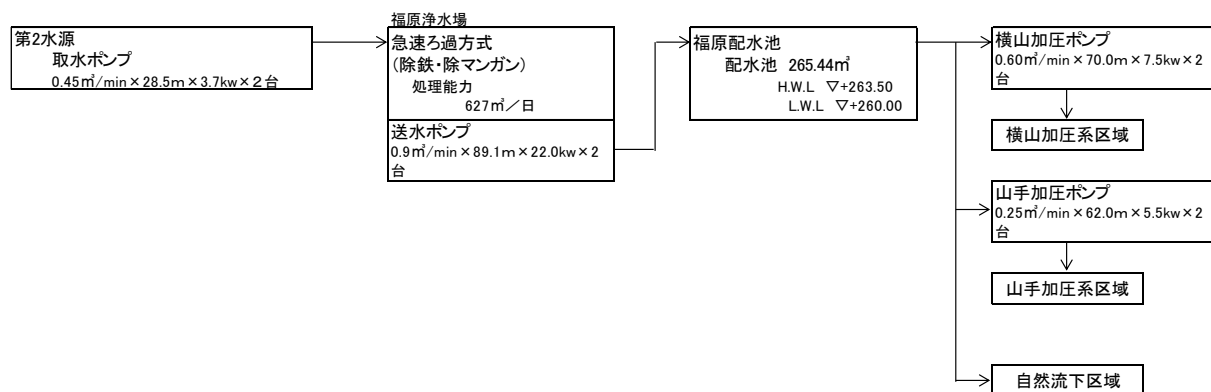 第2水源
取水ポンプ
0.45㎥/min×28.5m×3.7kw×2台
福原浄水場
急速ろ過方式
(除鉄・除マンガン)
処理能力
627㎥/日
送水ポンプ
0.9㎥/min×89.1m×22.0kw×2
台
福原配水池
配水池 265.44㎥
H.W.L ▽+263.50
L.W.L ▽+260.00
横山加圧ポンプ
0.60㎥/min×70.0m×7.5kw×2
台
横山加圧系区域
山手加圧ポンプ
0.25㎥/min×62.0m×5.5kw×2
台
山手加圧系区域
自然流下区域